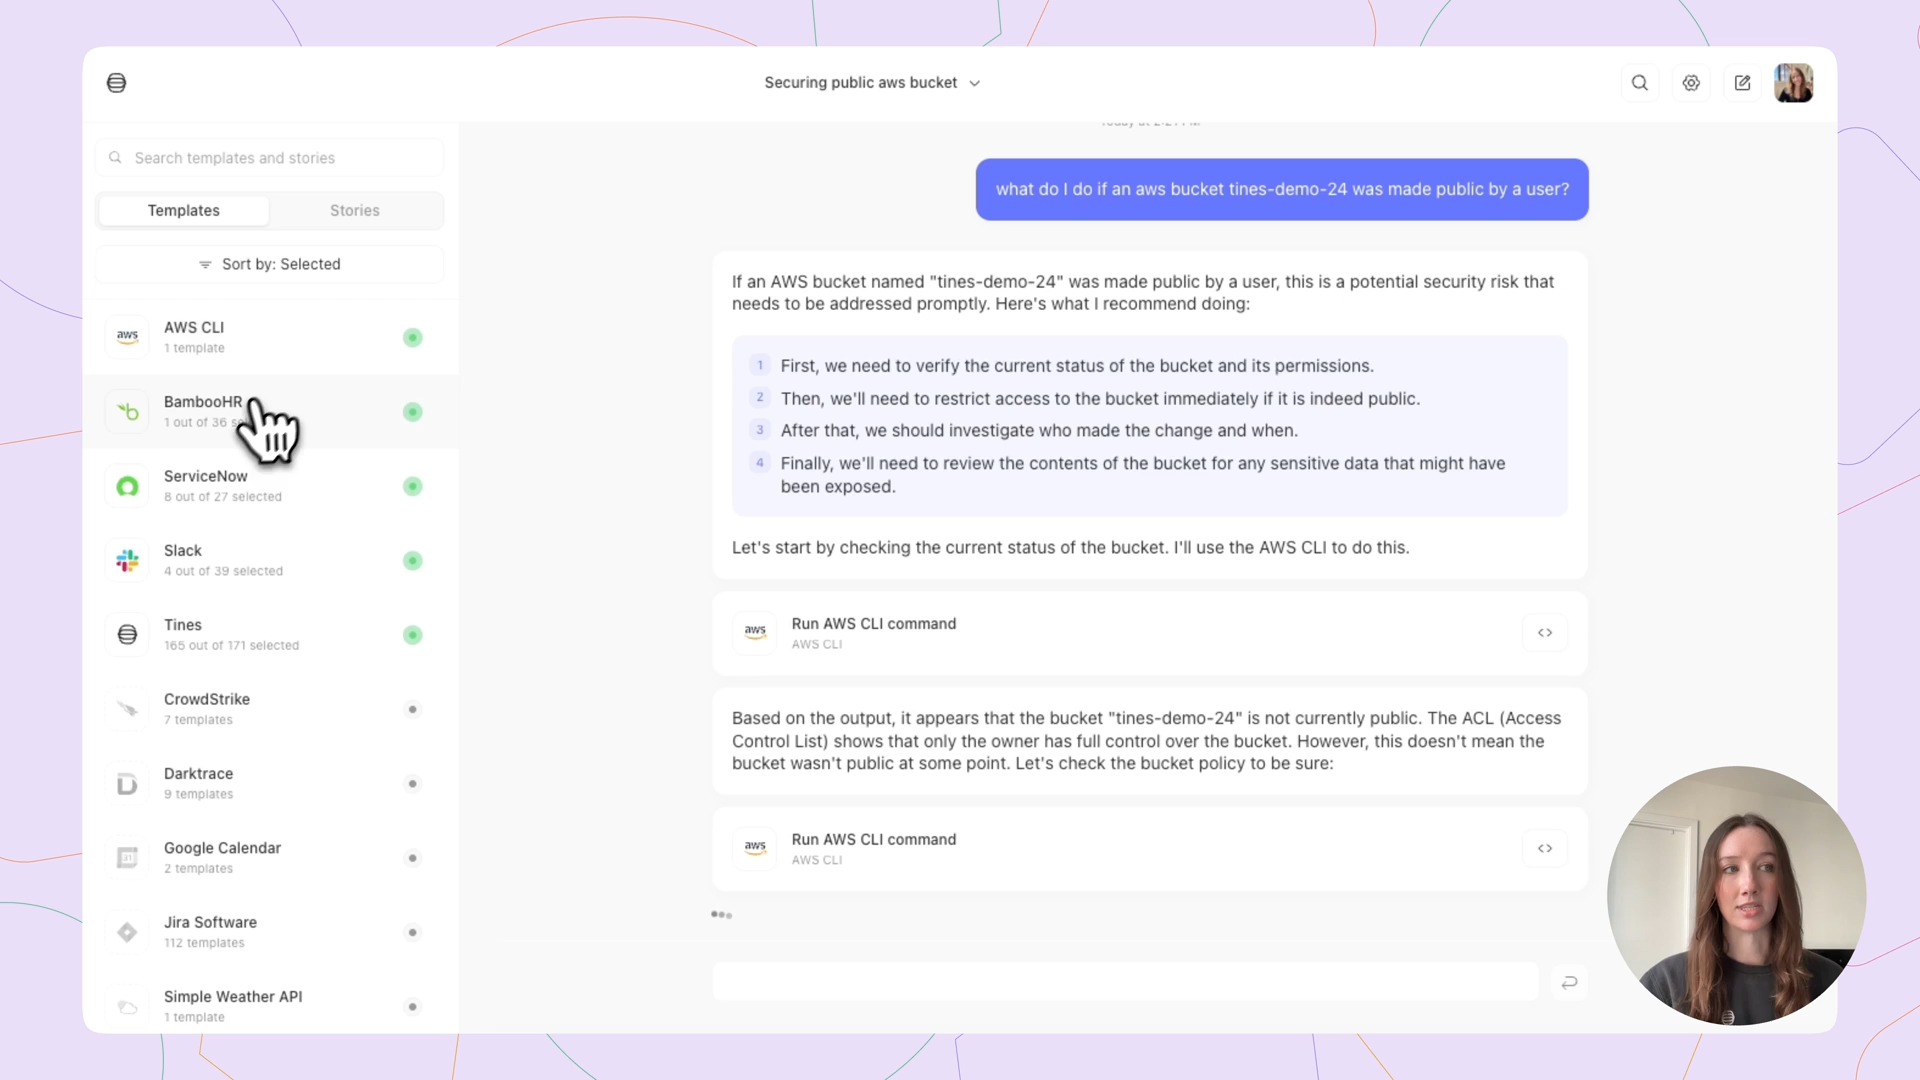 Securing public aws bucket
Search templates and stories
Templates
Stories
Sort by: Selected
aws
AWS CLI
1 template
BambooHR
1 out of 36
ServiceNow
8 out of 27 selected
Slack
4 out of 39 selected
Tines
165 out of 171 selected
CrowdStrike
7 templates
Darktrace
9 templates
31
Google Calendar
2 templates
Jira Software
112 templates
Simple Weather API
1 template
what do I do if an aws bucket tines-demo-24 was made public by a user?
If an AWS bucket named "tines-demo-24" was made public by a user, this is a potential security risk that
needs to be addressed promptly. Here's what I recommend doing:
1 First, we need to verify the current status of the bucket and its permissions.
2 Then, we'll need to restrict access to the bucket immediately if it is indeed public.
3 After that, we should investigate who made the change and when.
4 Finally, we'll need to review the contents of the bucket for any sensitive data that might have
been exposed.
Let's start by checking the current status of the bucket. I'll use the AWS CLI to do this.
aws
Run AWS CLI command
AWS CLI
Based on the output, it appears that the bucket "tines-demo-24" is not currently public. The ACL (Access
Control List) shows that only the owner has full control over the bucket. However, this doesn't mean the
bucket wasn't public at some point. Let's check the bucket policy to be sure:
aws
Run AWS CLI command
AWS CLI